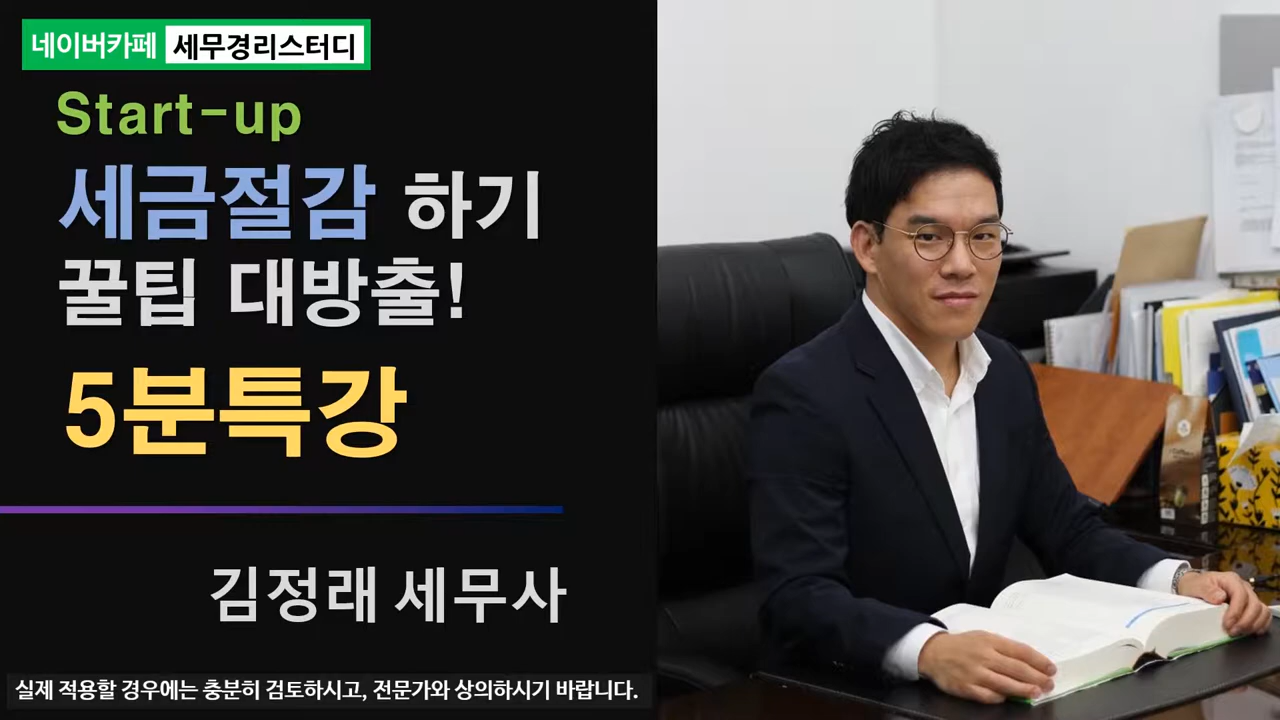 네이버카페 세무경리스터디
Start-up
세금절감 하기
꿀팁 대방출!
5분특강
김정래 세무사
실제 적용할 경우에는 충분히 검토하시고, 전문가와 상의하시기 바랍니다.